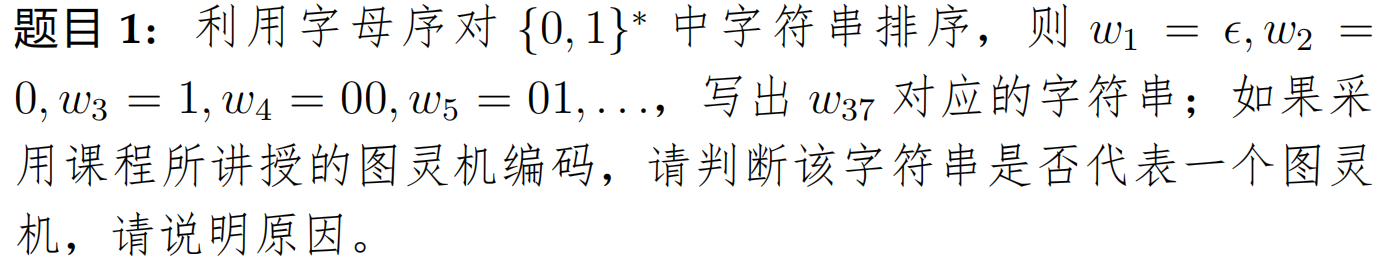 题目 1：利用字母序对 {0, 1}* 中字符串排序，则 w₁ = ϵ, w₂ =
0, w₃ = 1, w₄ = 00, w₅ = 01, . . .，写出 w₃₇ 对应的字符串；如果采
用课程所讲授的图灵机编码，请判断该字符串是否代表一个图灵
机，请说明原因。